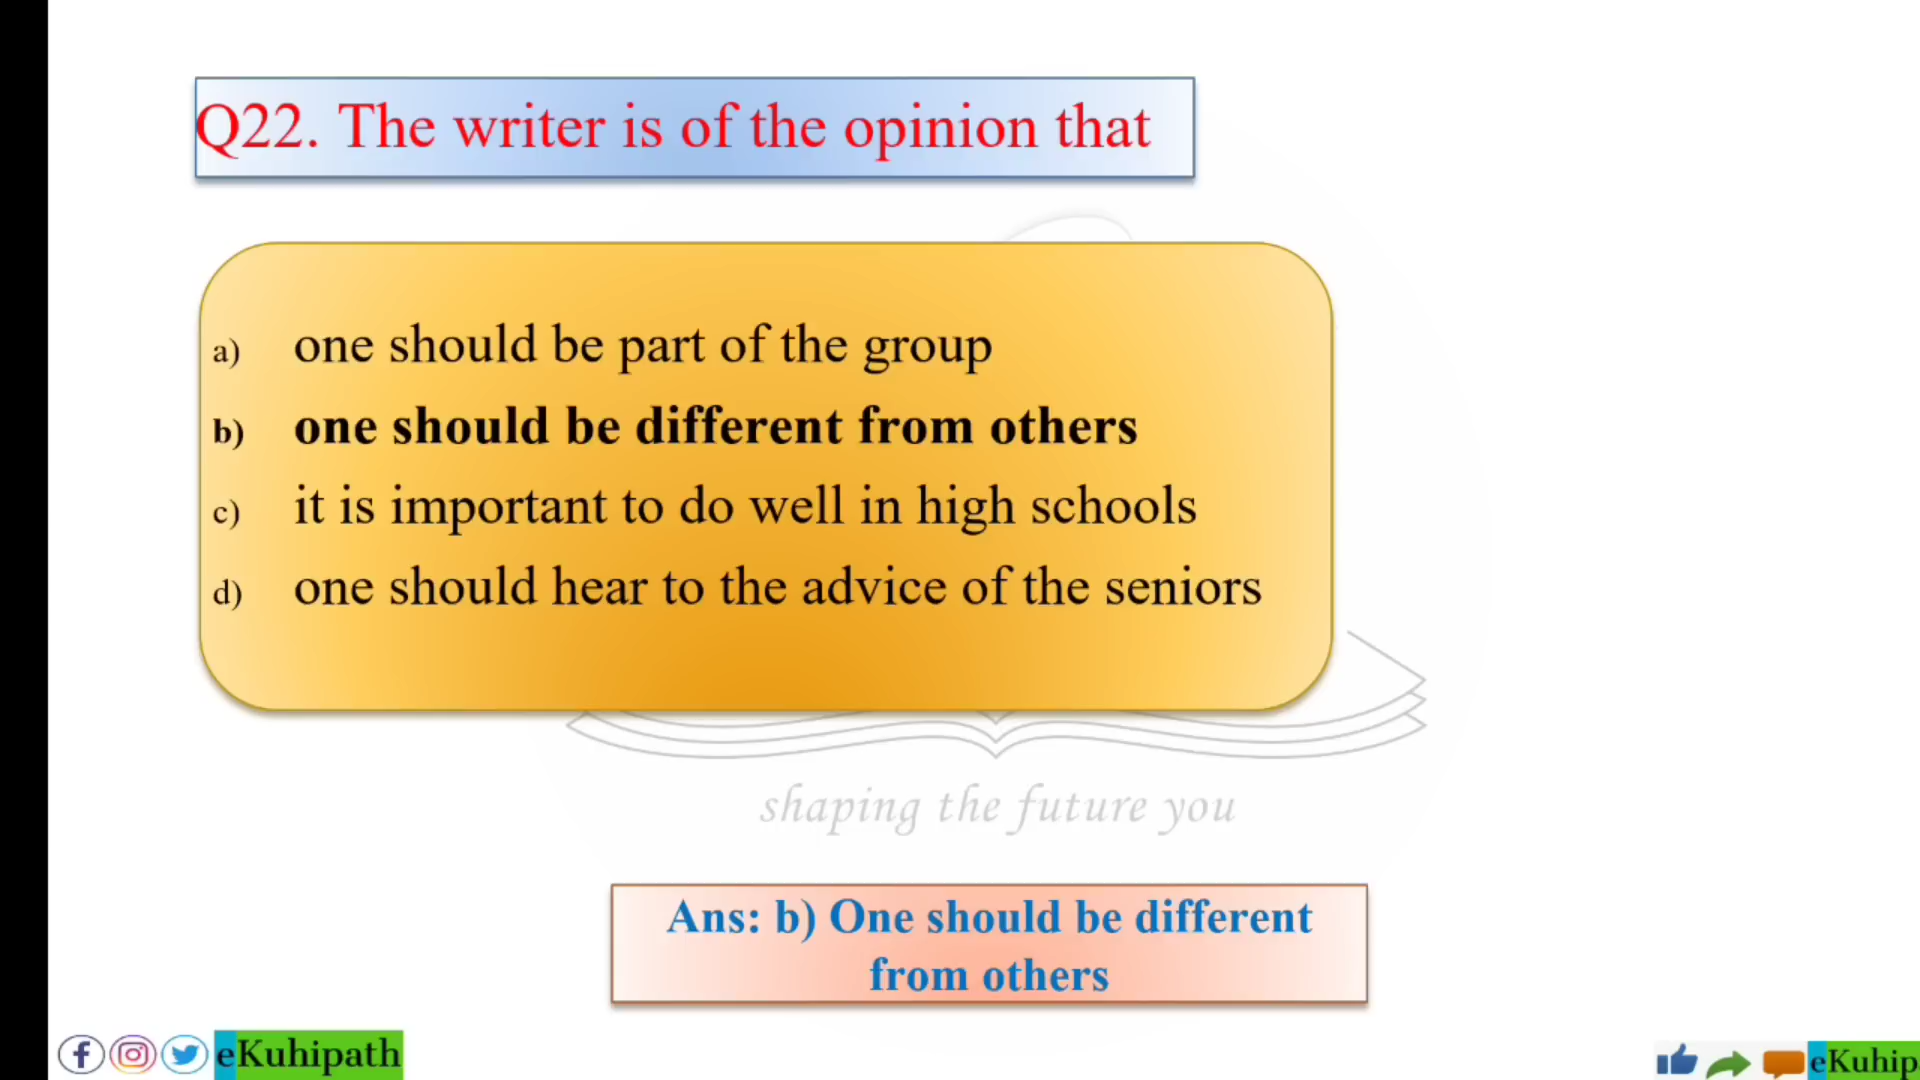 Q22. The writer is of the opinion that
a) one should be part of the group
b) one should be different from others
c) it is important to do well in high schools
d) one should hear to the advice of the seniors
shaping the future you
Ans: b) One should be different
from others
eKuhipath
eKuhip